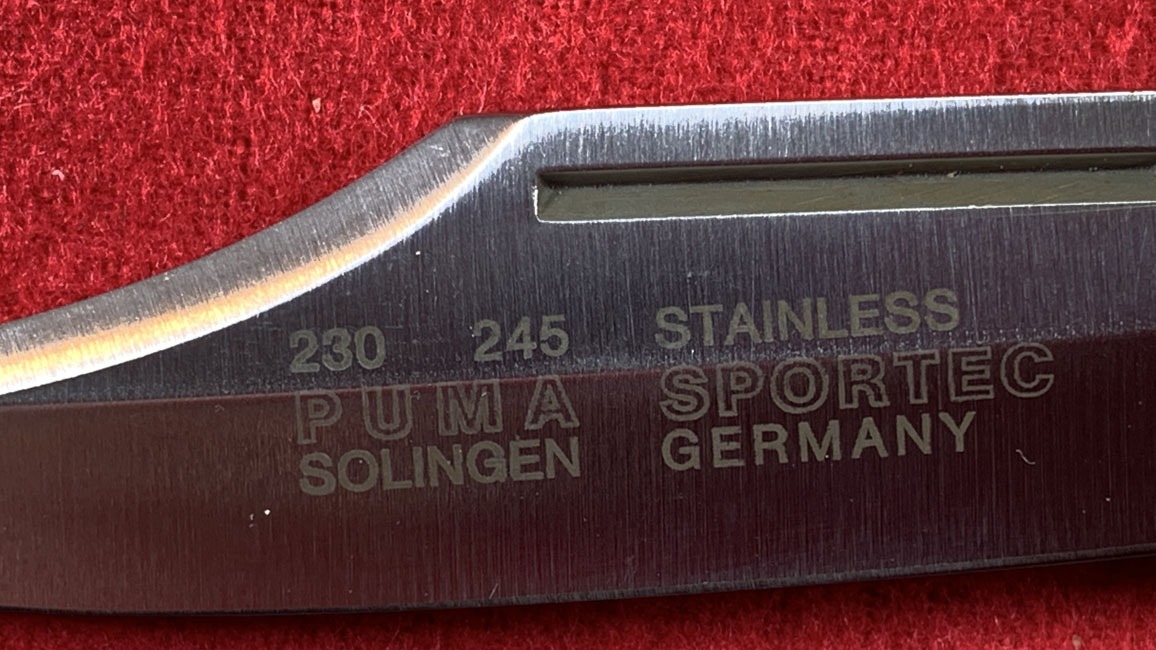 230 245 STAINLESS
PUMA SPORTEC
SOLINGEN GERMANY